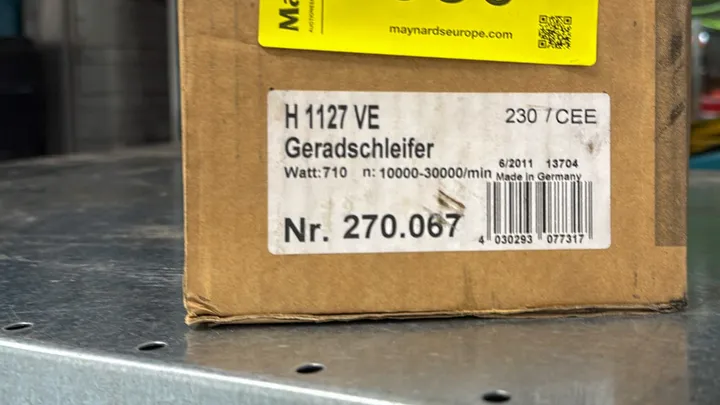 maynardseurope.com
H 1127 VE
230 / CEE
Geradschleifer
Watt:710 n: 10000-30000/min
6/2011 13704
Made in Germany
Nr. 270.067
4 030293 077317